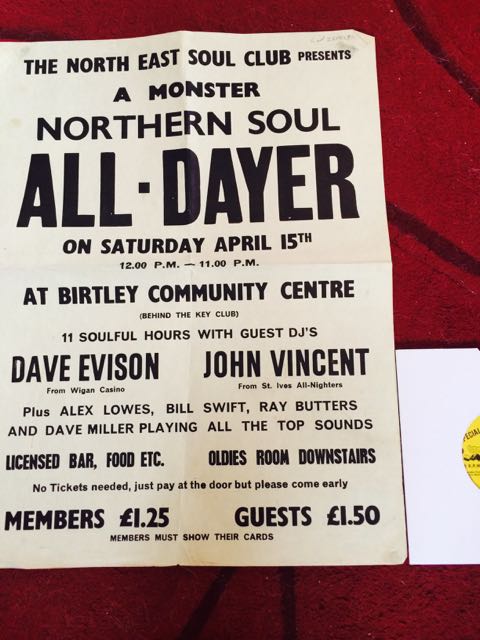 THE NORTH EAST SOUL CLUB PRESENTS
A MONSTER
NORTHERN SOUL
ALL·DAYER
ON SATURDAY APRIL 15TH
12.00 P.M. — 11.00 P.M.
AT BIRTLEY COMMUNITY CENTRE
(BEHIND THE KEY CLUB)
11 SOULFUL HOURS WITH GUEST DJ'S
DAVE EVISON JOHN VINCENT
From Wigan Casino From St. Ives All-Nighters
Plus ALEX LOWES, BILL SWIFT, RAY BUTTERS
AND DAVE MILLER PLAYING ALL THE TOP SOUNDS
LICENSED BAR, FOOD ETC. OLDIES ROOM DOWNSTAIRS
No Tickets needed, just pay at the door but please come early
MEMBERS £1.25 GUESTS £1.50
MEMBERS MUST SHOW THEIR CARDS